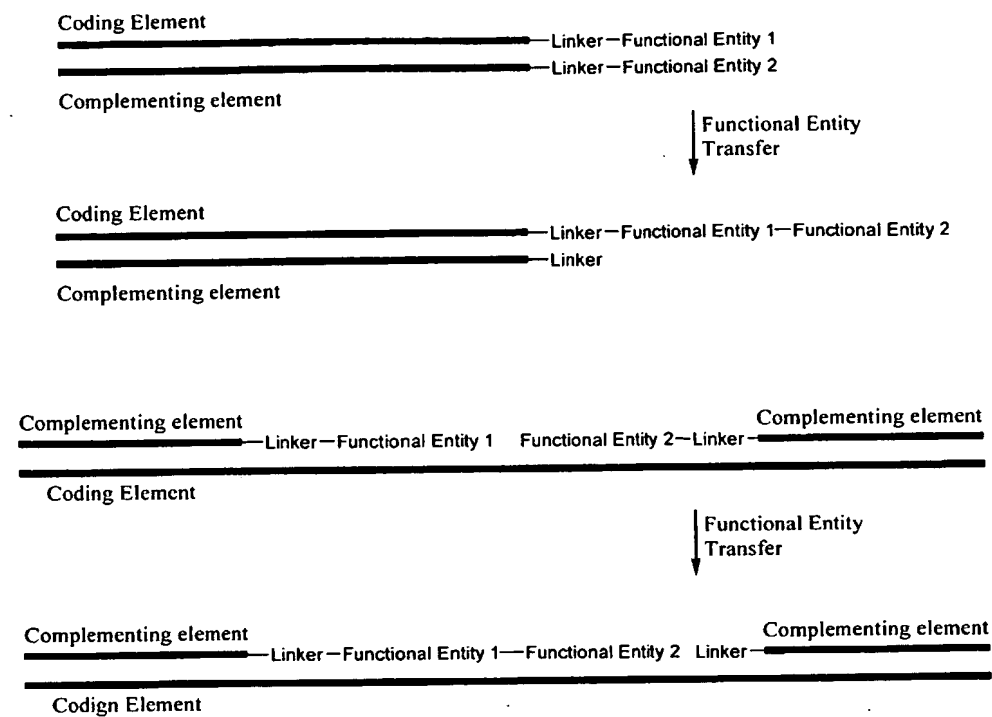 Coding Element
Linker—Functional Entity 1
Linker—Functional Entity 2
Complementing element
Functional Entity
Transfer
Coding Element
Linker—Functional Entity 1—Functional Entity 2
Linker
Complementing element
Complementing element
Complementing element
Linker—Functional Entity 1 Functional Entity 2—Linker
Coding Element
Functional Entity
Transfer
Complementing element
Complementing element
Linker—Functional Entity 1—Functional Entity 2 Linker
Codign Element